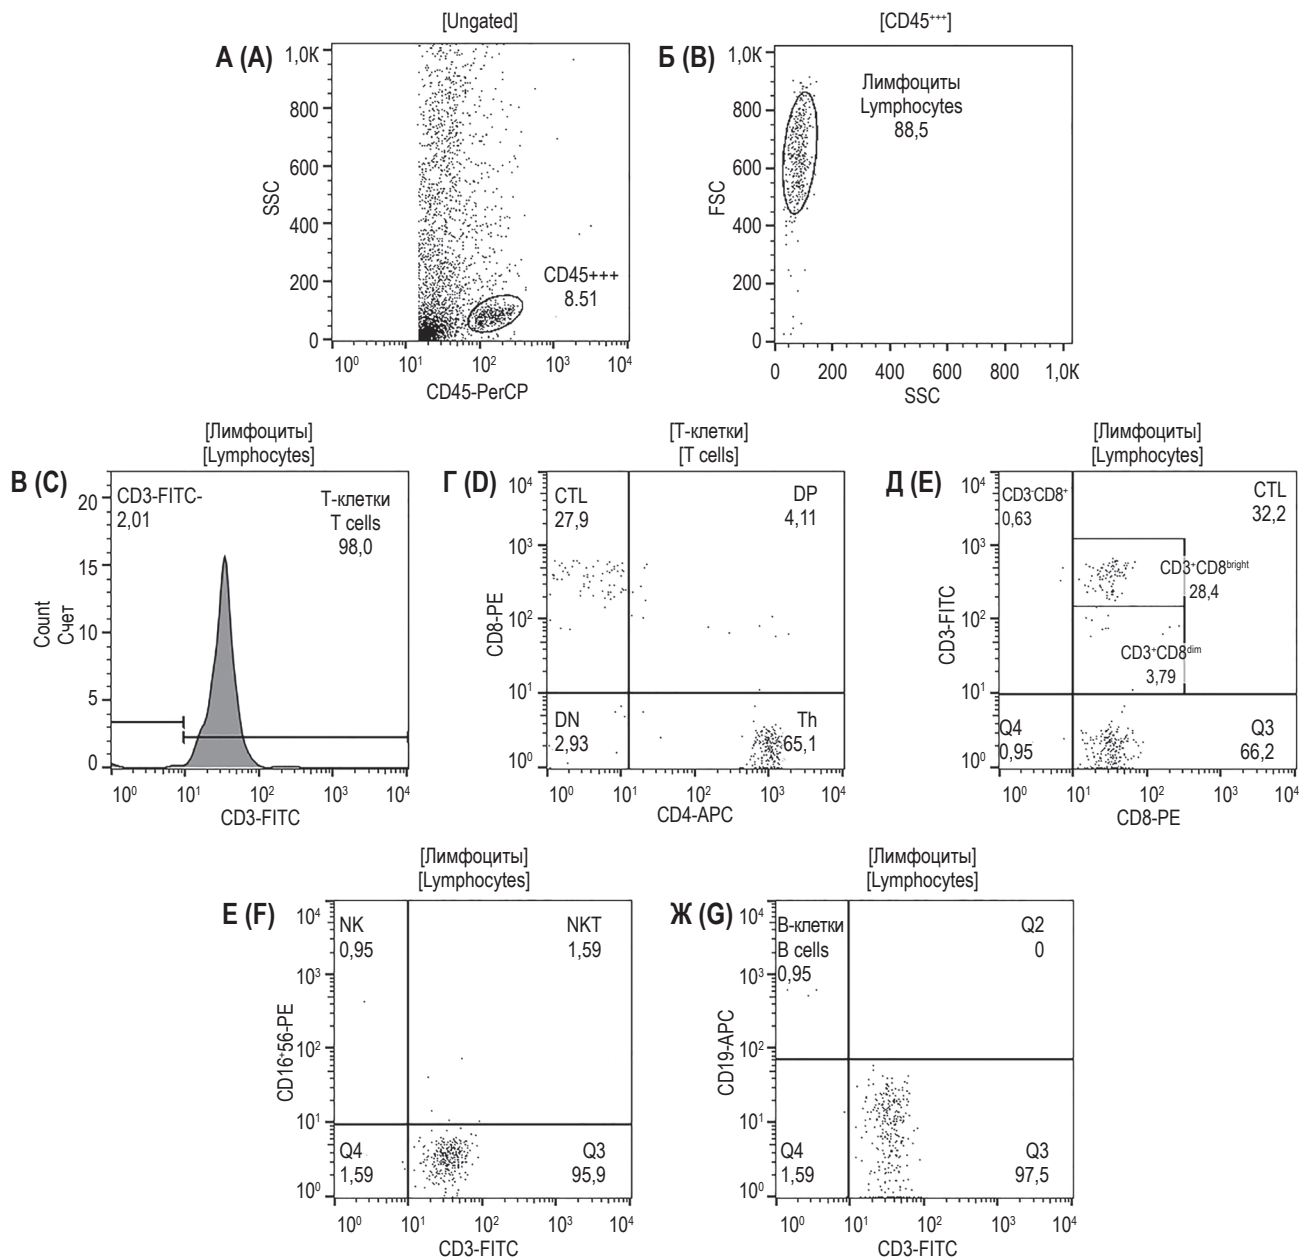 [Ungated]
А (A)
1,0K
800
600
400
200
0
SSC
CD45+++
8.51
10⁰ 10¹ 10² 10³ 10⁴
CD45-PerCP
[CD45⁺⁺⁺]
Б (B)
1,0K
800
600
400
200
0
FSC
Лимфоциты
Lymphocytes
88,5
0 200 400 600 800 1,0K
SSC
[Лимфоциты]
[Lymphocytes]
В (C)
20
15
10
5
0
Count
Счет
CD3-FITC-
2,01
Т-клетки
T cells
98,0
10⁰ 10¹ 10² 10³ 10⁴
CD3-FITC
[Т-клетки]
[T cells]
Г (D)
10⁴
10³
10²
10¹
10⁰
CD8-PE
CTL
27,9
DP
4,11
DN
2,93
Th
65,1
10⁰ 10¹ 10² 10³ 10⁴
CD4-APC
[Лимфоциты]
[Lymphocytes]
Д (E)
10⁴
10³
10²
10¹
10⁰
CD3-FITC
CD3⁻CD8⁺
0,63
CTL
32,2
CD3⁺CD8ᵇʳⁱᵍʰᵗ
28,4
CD3⁺CD8ᵈⁱᵐ
3,79
Q4
0,95
Q3
66,2
10⁰ 10¹ 10² 10³ 10⁴
CD8-PE
[Лимфоциты]
[Lymphocytes]
Е (F)
10⁴
10³
10²
10¹
10⁰
CD16⁺56-PE
NK
0,95
NKT
1,59
Q4
1,59
Q3
95,9
10⁰ 10¹ 10² 10³ 10⁴
CD3-FITC
[Лимфоциты]
[Lymphocytes]
Ж (G)
10⁴
10³
10²
10¹
10⁰
CD19-APC
В-клетки
B cells
0,95
Q2
0
Q4
1,59
Q3
97,5
10⁰ 10¹ 10² 10³ 10⁴
CD3-FITC